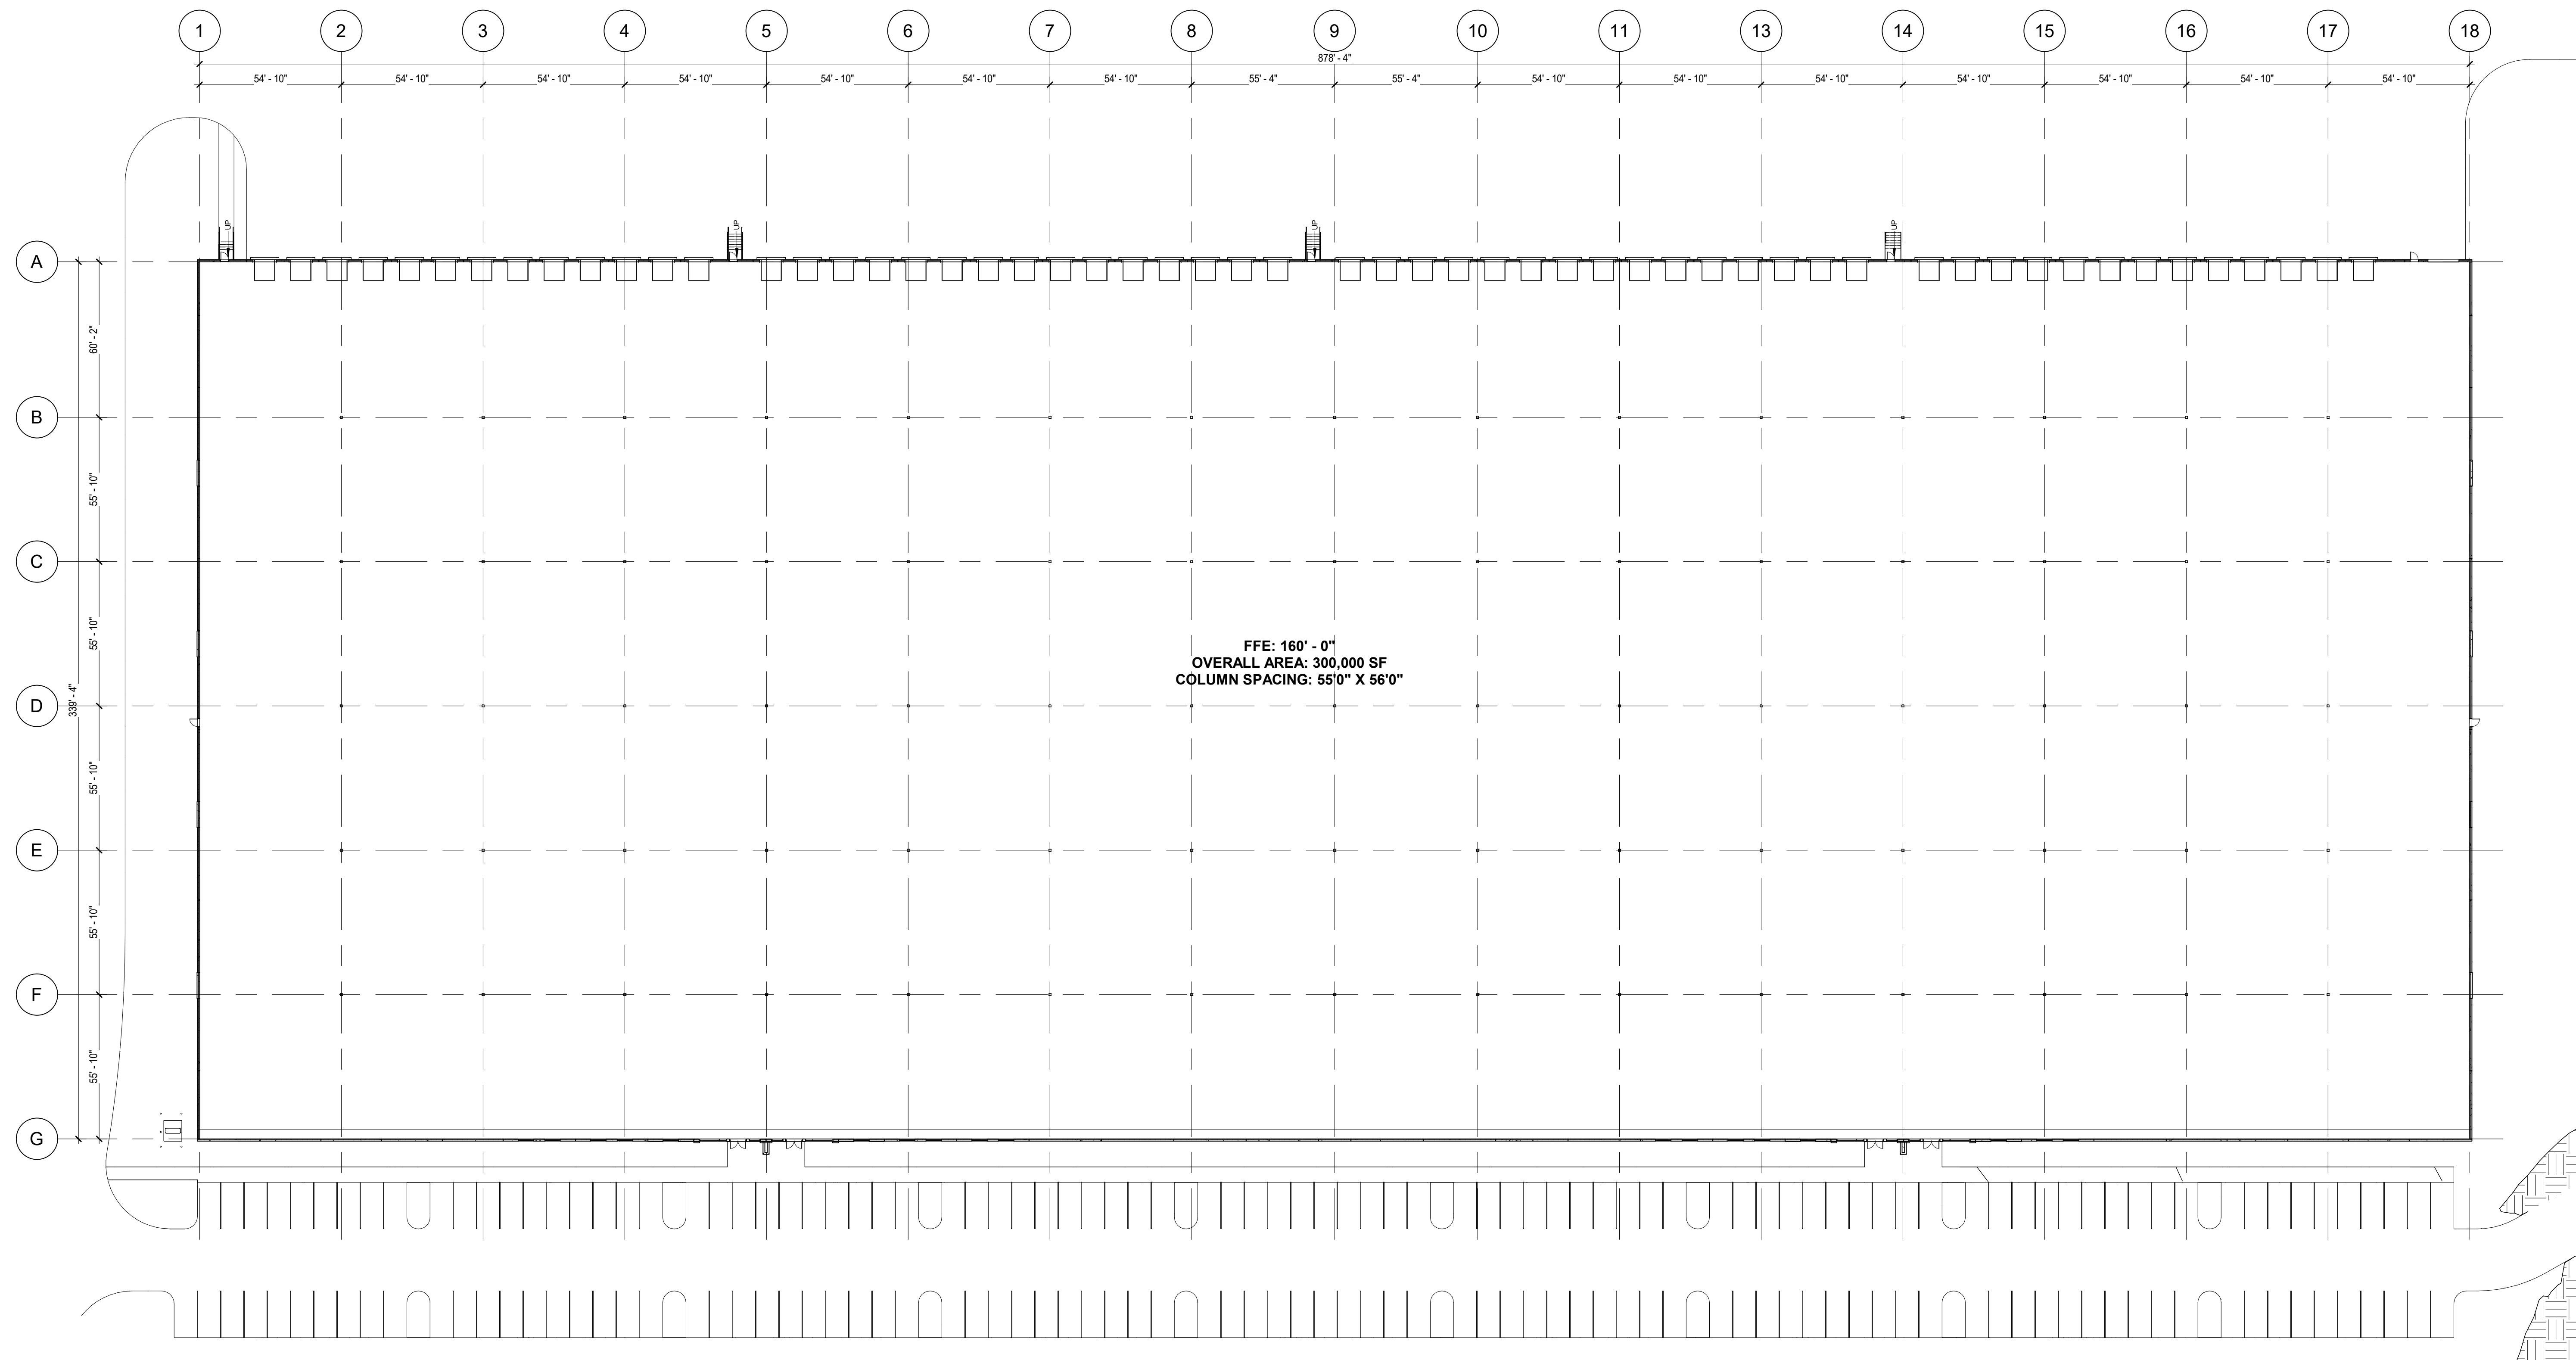 1 2 3 4 5 6 7 8 9 10 11 13 14 15 16 17 18
878' - 4"
54' - 10" 54' - 10" 54' - 10" 54' - 10" 54' - 10" 54' - 10" 54' - 10" 55' - 4" 55' - 4" 54' - 10" 54' - 10" 54' - 10" 54' - 10" 54' - 10" 54' - 10" 54' - 10"
UP UP UP UP
A
60' - 2"
B
55' - 10"
C
55' - 10"
FFE: 160' - 0"
OVERALL AREA: 300,000 SF
COLUMN SPACING: 55'0" X 56'0"
339' - 4"
D
55' - 10"
E
55' - 10"
F
55' - 10"
G